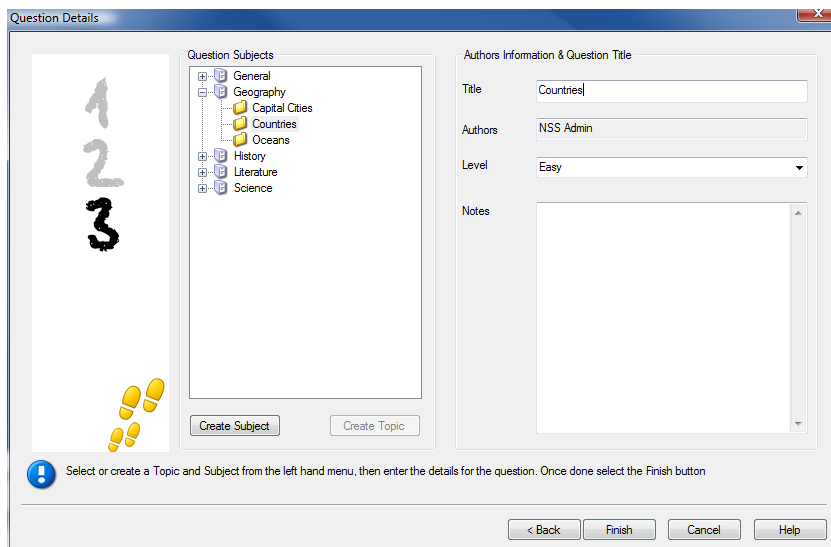 Question Details
1
2
3
Question Subjects
General
Geography
Capital Cities
Countries
Oceans
History
Literature
Science
Create Subject
Create Topic
Authors Information & Question Title
Title
Countries
Authors
NSS Admin
Level
Easy
Notes
Select or create a Topic and Subject from the left hand menu, then enter the details for the question. Once done select the Finish button
< Back
Finish
Cancel
Help